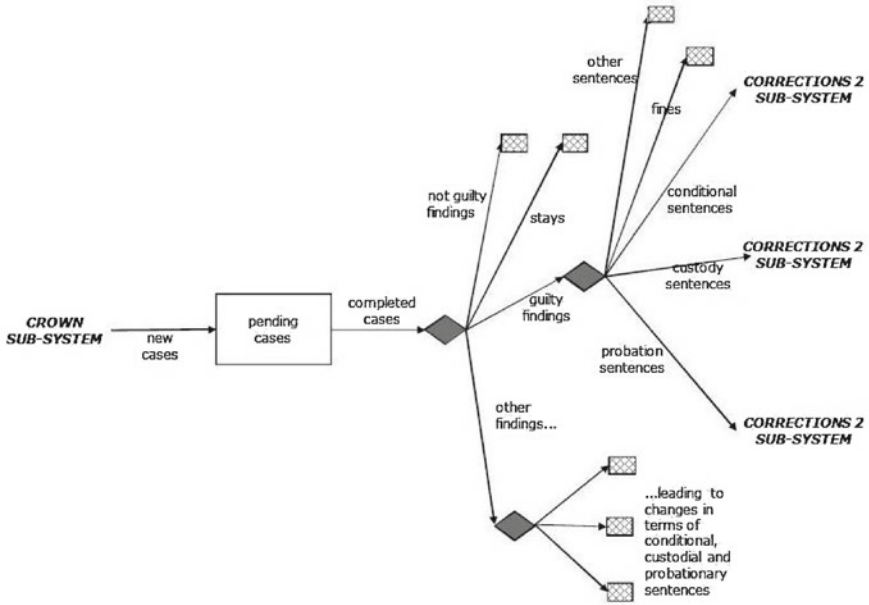 other
sentences
fines
CORRECTIONS 2
SUB-SYSTEM
not guilty
findings
stays
conditional
sentences
CORRECTIONS 2
SUB-SYSTEM
custody
sentences
guilty
findings
completed
cases
pending
cases
CROWN
SUB-SYSTEM
new
cases
probation
sentences
CORRECTIONS 2
SUB-SYSTEM
other
findings...
...leading to
changes in
terms of
conditional,
custodial and
probationary
sentences